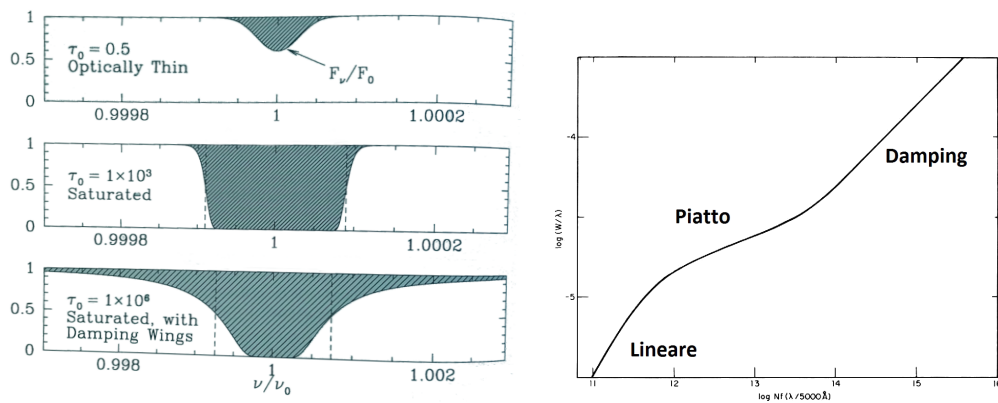 1
0.5
0
τ₀ = 0.5
Optically Thin
Fν/F₀
0.9998
1
1.0002
1
0.5
0
τ₀ = 1×10³
Saturated
0.9998
1
1.0002
1
0.5
0
τ₀ = 1×10⁶
Saturated, with
Damping Wings
0.998
1
1.002
ν/ν₀
-4
-5
log (W/λ)
Damping
Piatto
Lineare
11
12
13
14
15
16
log Nf (λ/5000Å)